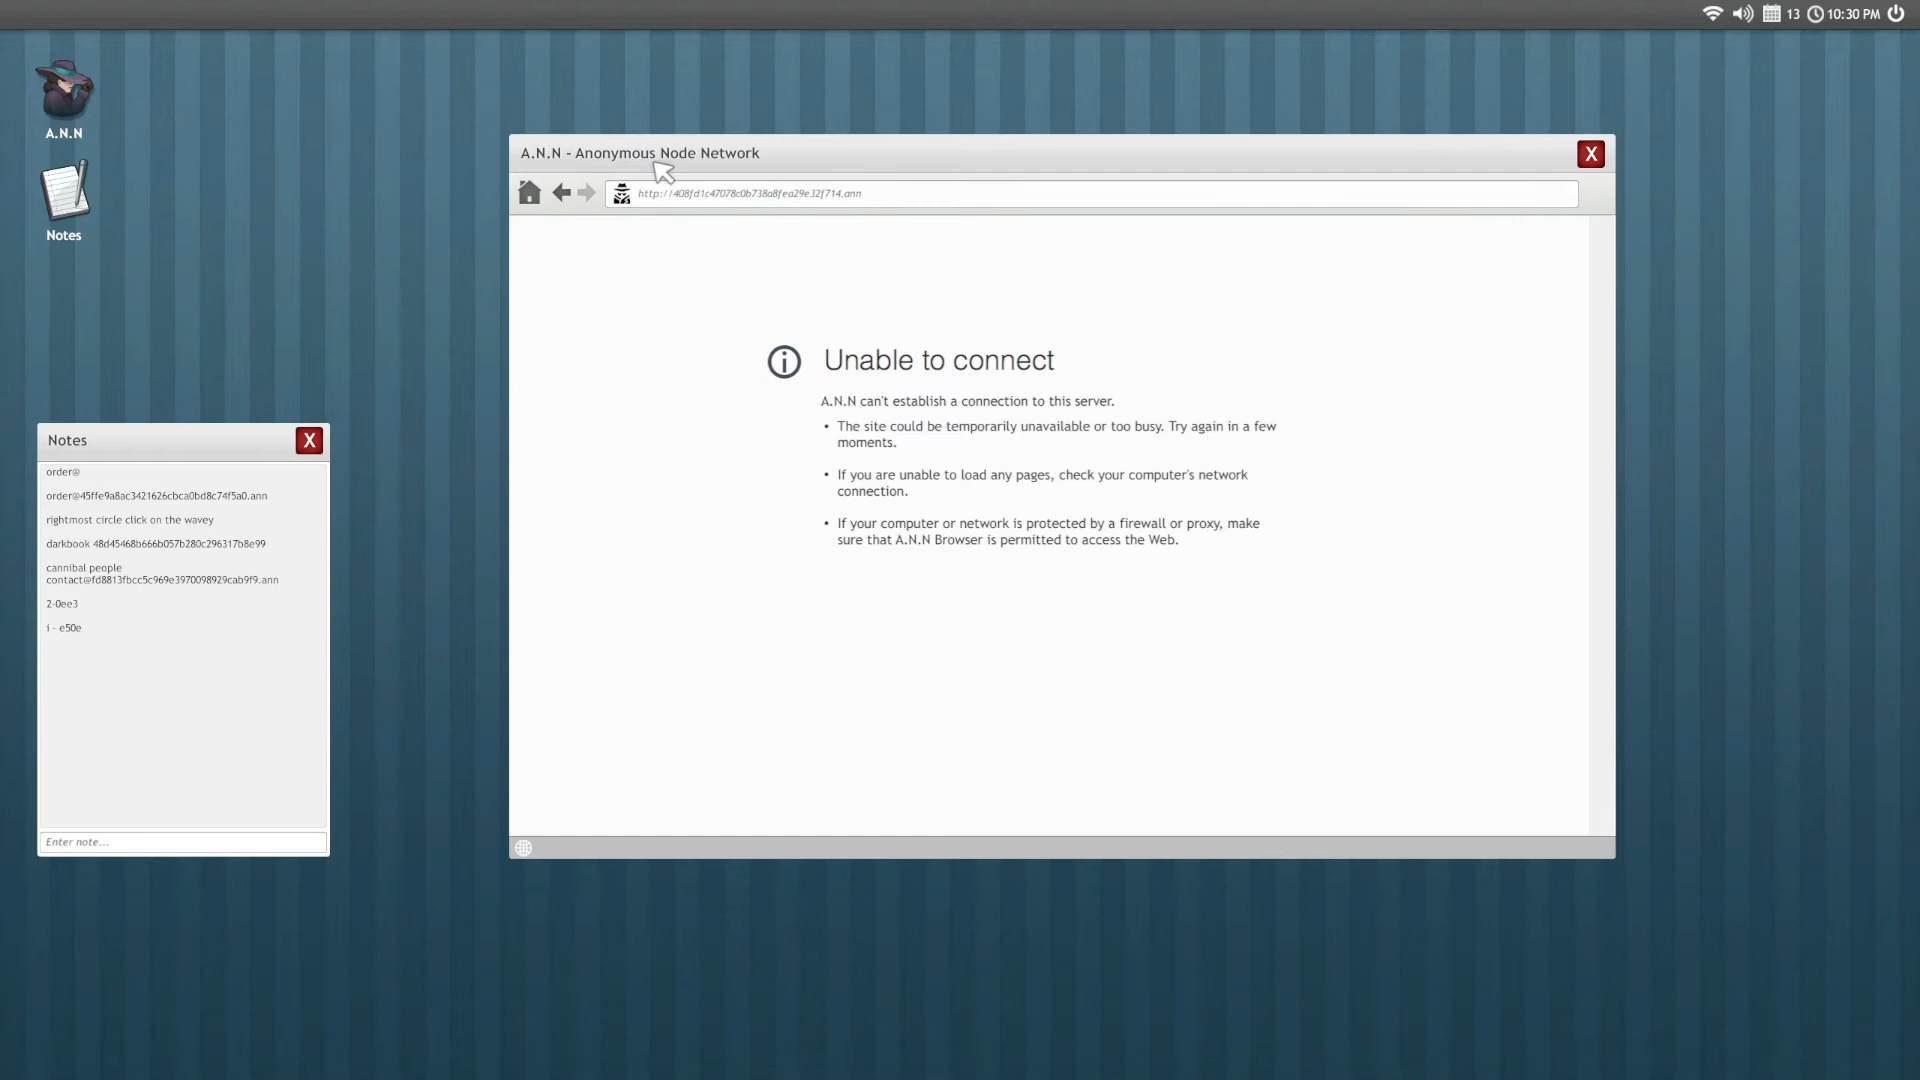 13 10:30 PM
A.N.N
Notes
A.N.N - Anonymous Node Network
X
http://408fd1c47078c0b738a8fea29e32f714.ann
Unable to connect
A.N.N can't establish a connection to this server.
• The site could be temporarily unavailable or too busy. Try again in a few
moments.
• If you are unable to load any pages, check your computer's network
connection.
• If your computer or network is protected by a firewall or proxy, make
sure that A.N.N Browser is permitted to access the Web.
Notes
X
order@
order@45ffe9a8ac3421626cbca0bd8c74f5a0.ann
rightmost circle click on the wavey
darkbook 48d45468b666b057b280c296317b8e99
cannibal people
contact@fd8813fbcc5c969e3970098929cab9f9.ann
2-0ee3
i - e50e
Enter note...